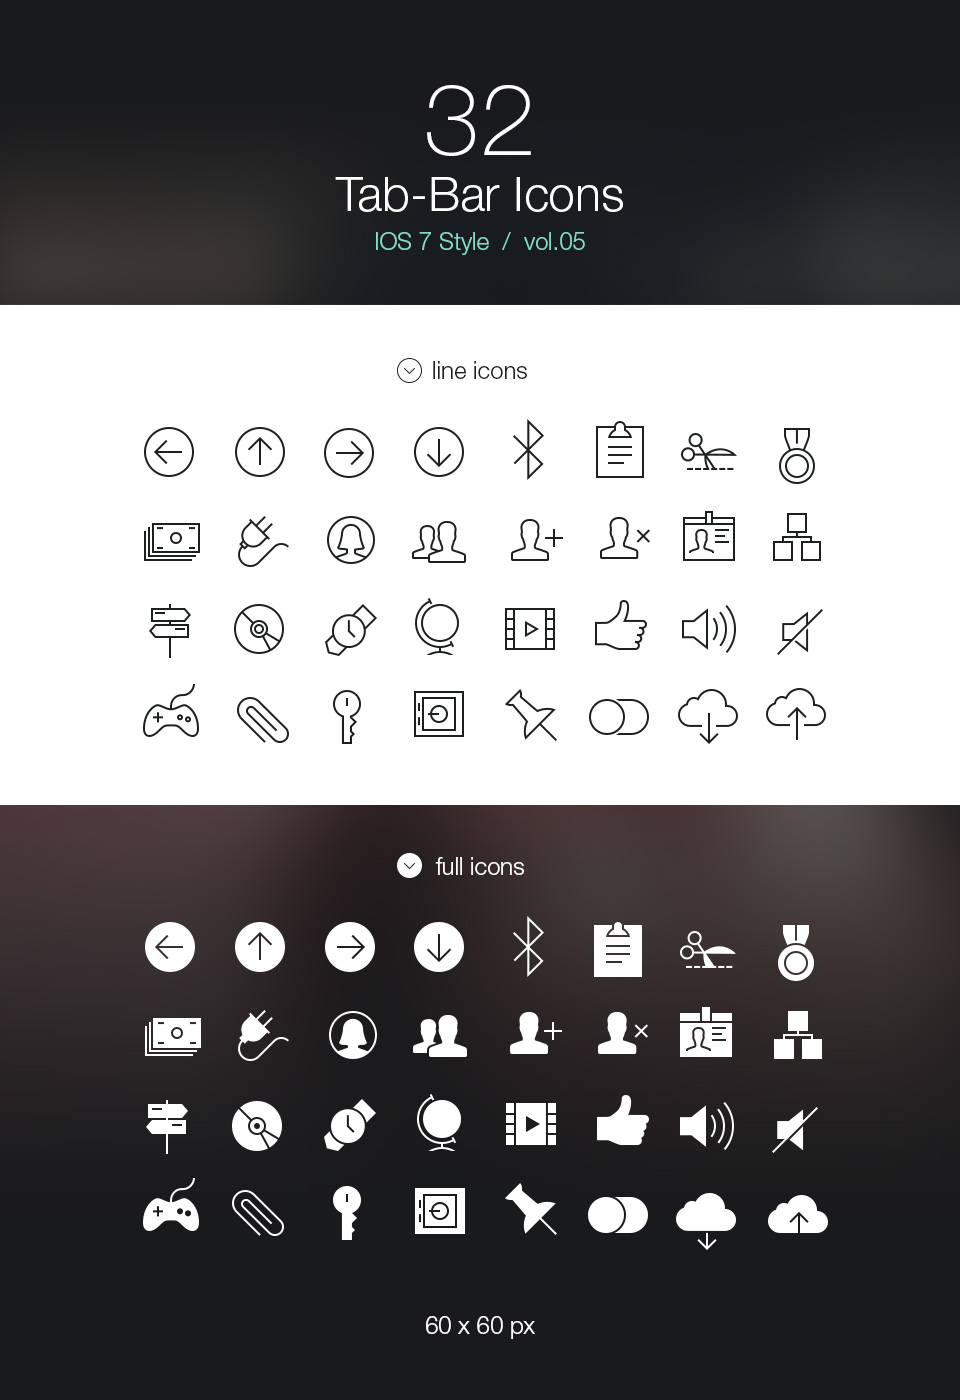 32
Tab-Bar Icons
IOS 7 Style / vol.05
line icons
full icons
60 x 60 px